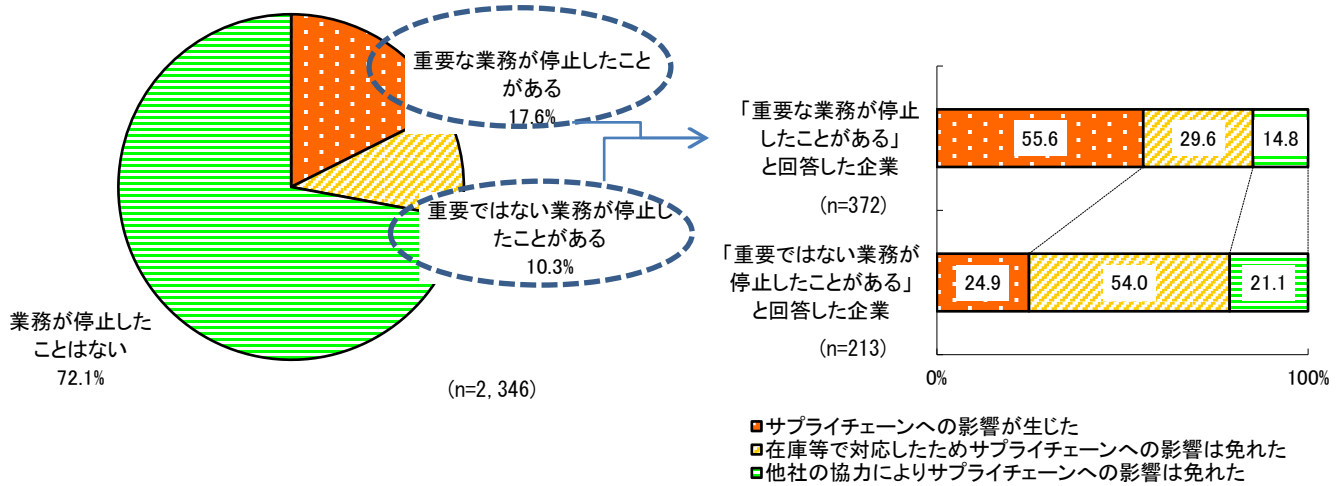 重要な業務が停止したこと
がある
17.6%
重要ではない業務が停止し
たことがある
10.3%
業務が停止した
ことはない
72.1%
(n=2,346)
「重要な業務が停止
したことがある」
と回答した企業
(n=372)
55.6
29.6
14.8
「重要ではない業務が
停止したことがある」
と回答した企業
(n=213)
24.9
54.0
21.1
0%
100%
サプライチェーンへの影響が生じた
在庫等で対応したためサプライチェーンへの影響は免れた
他社の協力によりサプライチェーンへの影響は免れた